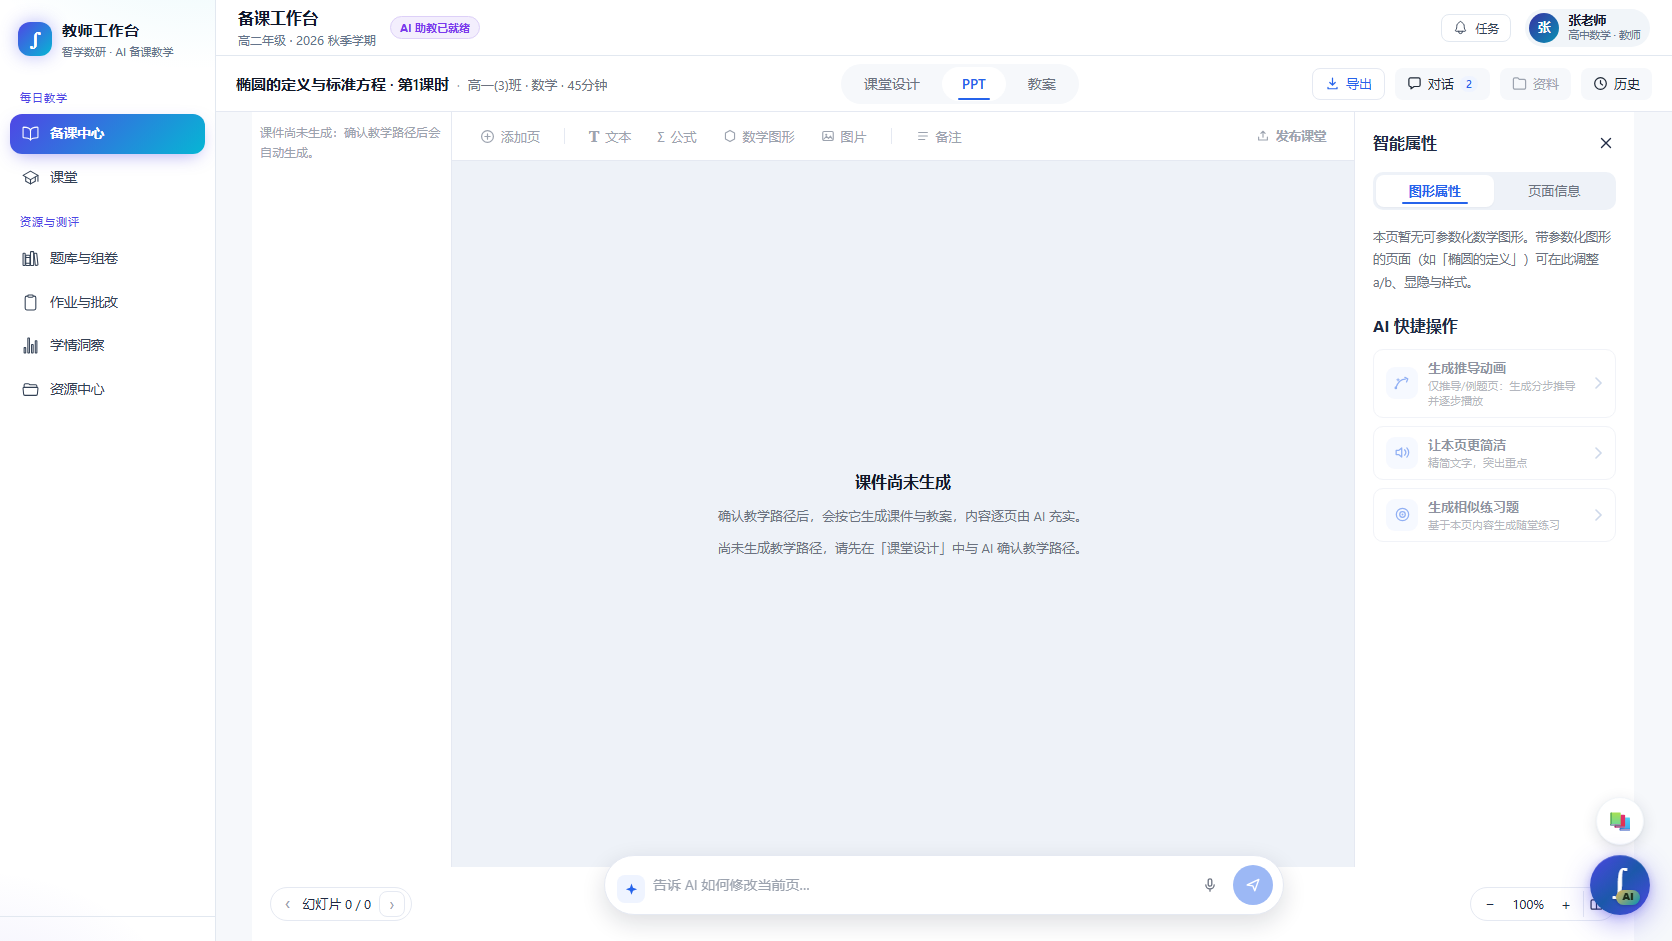 教师工作台
智学数研 · AI 备课教学
每日教学
备课中心
课堂
资源与测评
题库与组卷
作业与批改
学情洞察
资源中心
备课工作台
高二年级 · 2026 秋季学期
AI 助教已就绪
任务
张
张老师
高中数学 · 教师
椭圆的定义与标准方程 · 第1课时 · 高一(3)班 · 数学 · 45分钟
课堂设计
PPT
教案
导出
对话 2
资料
历史
课件尚未生成：确认教学路径后会
自动生成。
添加页
T 文本
Σ 公式
数学图形
图片
备注
发布课堂
课件尚未生成
确认教学路径后，会按它生成课件与教案，内容逐页由 AI 充实。
尚未生成教学路径，请先在「课堂设计」中与 AI 确认教学路径。
智能属性
图形属性
页面信息
本页暂无可参数化数学图形。带参数化图形
的页面（如「椭圆的定义」）可在此调整
a/b、显隐与样式。
AI 快捷操作
生成推导动画
仅推导/例题页：生成分步推导
并逐步播放
让本页更简洁
精简文字，突出重点
生成相似练习题
基于本页内容生成随堂练习
幻灯片 0 / 0
告诉 AI 如何修改当前页...
− 100% +
AI